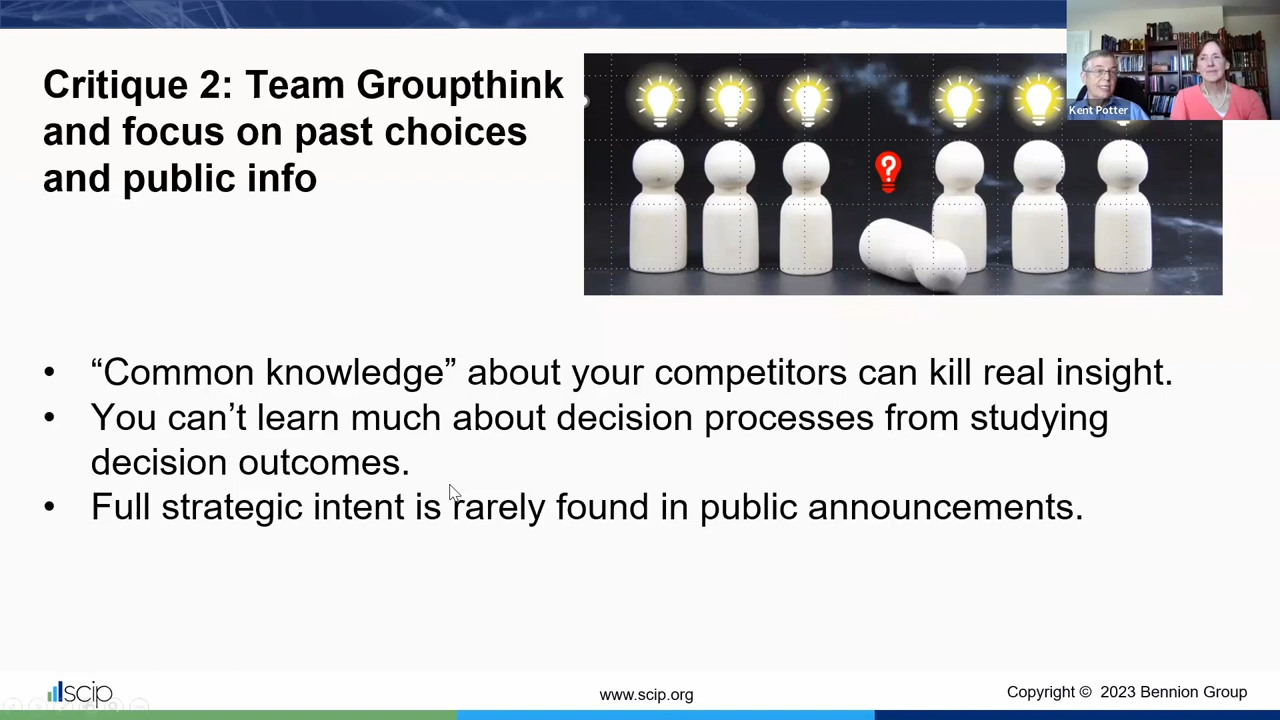 Critique 2: Team Groupthink
and focus on past choices
and public info
?
Kent Potter
• “Common knowledge” about your competitors can kill real insight.
• You can’t learn much about decision processes from studying
decision outcomes.
• Full strategic intent is rarely found in public announcements.
scip
www.scip.org
Copyright © 2023 Bennion Group